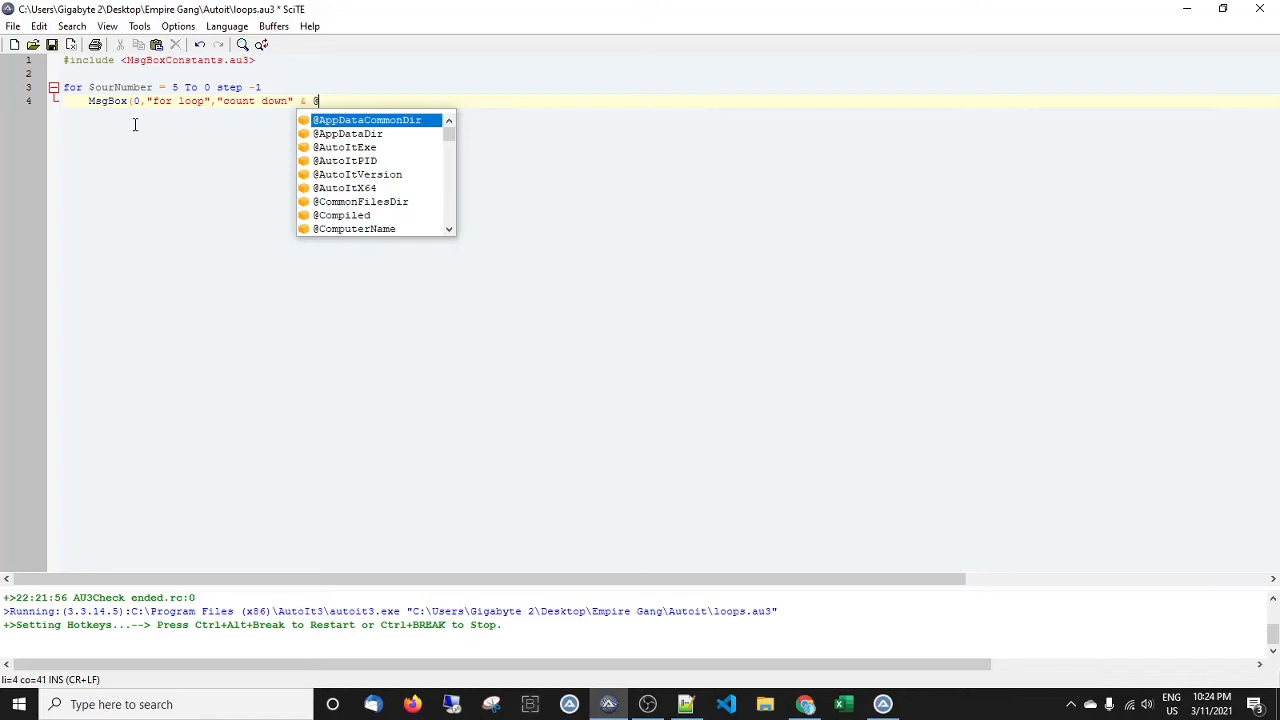 C:\Users\Gigabyte 2\Desktop\Empire Gang\Autoit\loops.au3 * SciTE
File Edit Search View Tools Options Language Buffers Help
1 #include <MsgBoxConstants.au3>
2
3 for $ourNumber = 5 To 0 step -1
4 MsgBox(0,"for loop","count down" & @
@AppDataCommonDir
@AppDataDir
@AutoItExe
@AutoItPID
@AutoItVersion
@AutoItX64
@CommonFilesDir
@Compiled
@ComputerName
+>22:21:56 AU3Check ended.rc:0
>Running:(3.3.14.5):C:\Program Files (x86)\AutoIt3\autoit3.exe "C:\Users\Gigabyte 2\Desktop\Empire Gang\Autoit\loops.au3"
+>Setting Hotkeys...--> Press Ctrl+Alt+Break to Restart or Ctrl+BREAK to Stop.
li=4 co=41 INS (CR+LF)
Type here to search
ENG
US
10:24 PM
3/11/2021
3